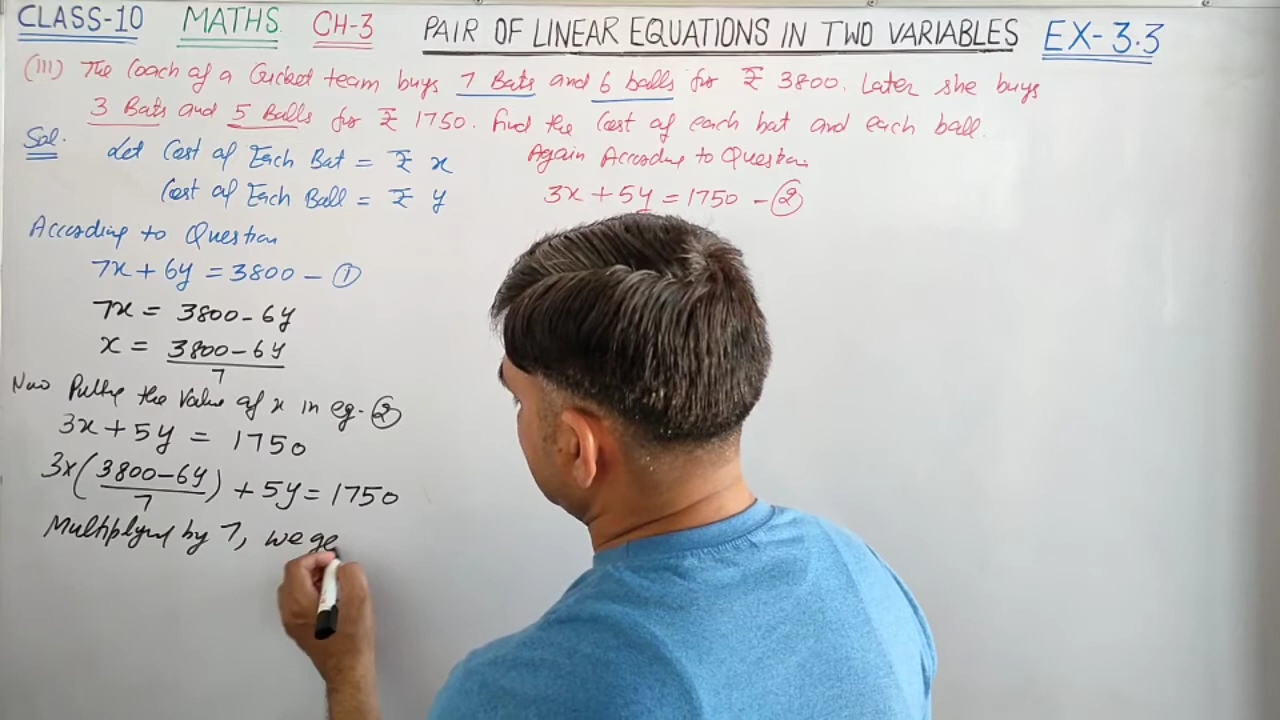 CLASS-10 MATHS. CH-3 PAIR OF LINEAR EQUATIONS IN TWO VARIABLES EX-3.3
(III) The Coach of a Cricket team buys 7 Bats and 6 balls for ₹ 3800. Later she buys
3 Bats and 5 Balls for ₹ 1750. Find the Cost of each bat and each ball.
Sol. Let Cost of Each Bat = ₹ x
Cost of Each Ball = ₹ y
According to Question
7x + 6y = 3800 - ①
7x = 3800 - 6y
x = 3800 - 6y / 7
Now Putting the Value of x in eq. ②
3x + 5y = 1750
3x(3800 - 6y / 7) + 5y = 1750
Multiplying by 7, we ge
Again According to Question
3x + 5y = 1750 - ②